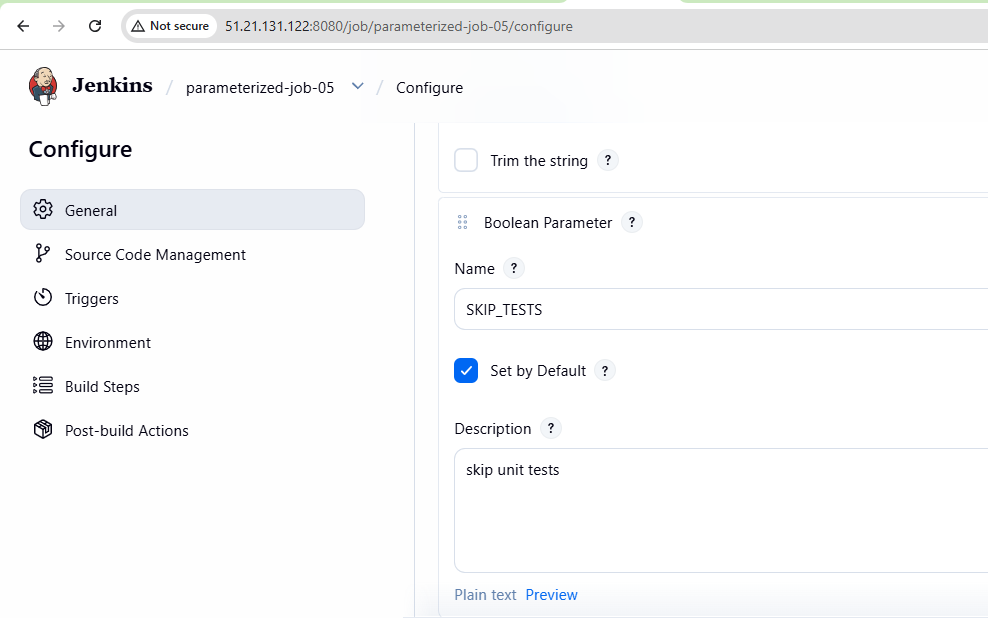 Not secure 51.21.131.122:8080/job/parameterized-job-05/configure
Jenkins / parameterized-job-05 / Configure
Configure
General
Source Code Management
Triggers
Environment
Build Steps
Post-build Actions
Trim the string ?
Boolean Parameter ?
Name ?
SKIP_TESTS
Set by Default ?
Description ?
skip unit tests
Plain text Preview